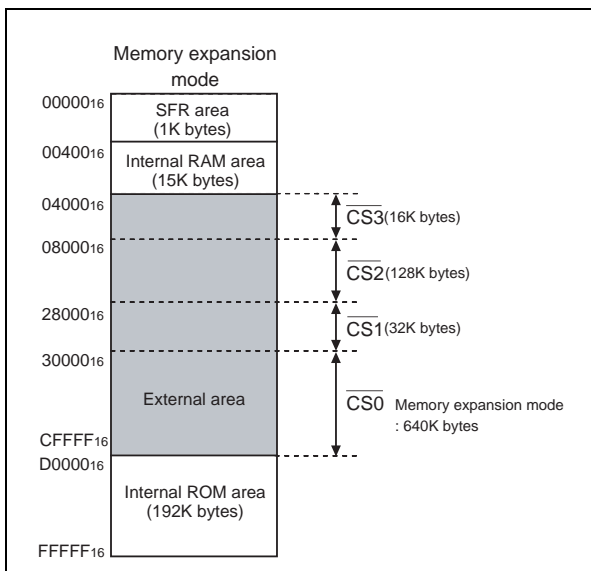 Memory expansion
mode
0000016
SFR area
(1K bytes)
0040016
Internal RAM area
(15K bytes)
0400016
CS3(16K bytes)
0800016
CS2(128K bytes)
2800016
CS1(32K bytes)
3000016
External area
CS0 Memory expansion mode
: 640K bytes
CFFFF16
D000016
Internal ROM area
(192K bytes)
FFFFF16